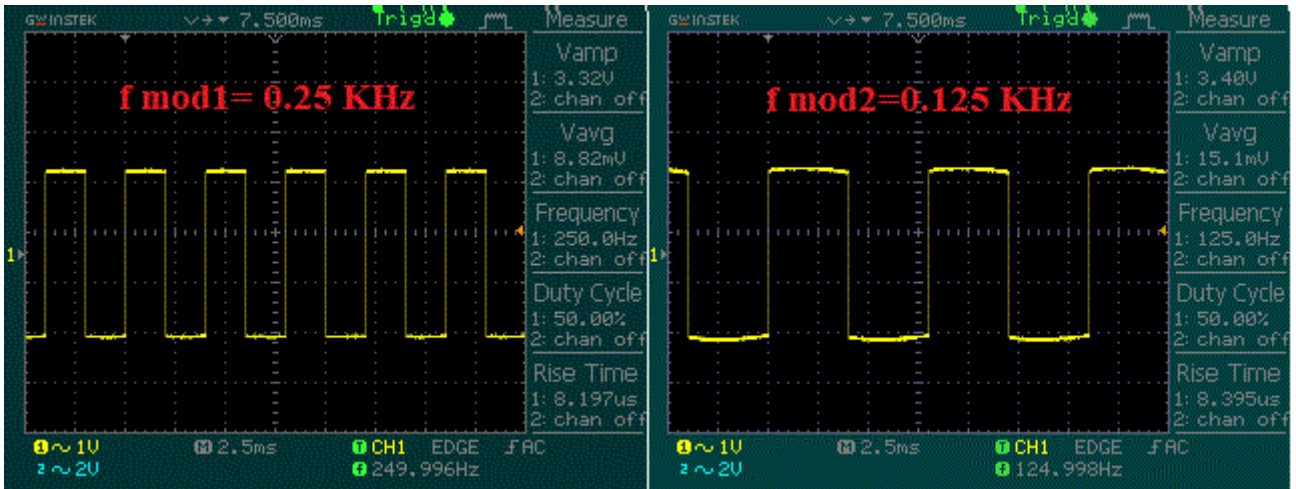 GWINSTEK 7.500ms Trig'd Measure
f mod1= 0.25 KHz
Vamp
1: 3.32V
2: chan off
Vavg
1: 8.82mV
2: chan off
Frequency
1: 250.0Hz
2: chan off
Duty Cycle
1: 50.00%
2: chan off
Rise Time
1: 8.197us
2: chan off
1
1 ~ 1V M 2.5ms T CH1 EDGE AC
2 ~ 2V f 249.996Hz
GWINSTEK 7.500ms Trig'd Measure
f mod2=0.125 KHz
Vamp
1: 3.40V
2: chan off
Vavg
1: 15.1mV
2: chan off
Frequency
1: 125.0Hz
2: chan off
Duty Cycle
1: 50.00%
2: chan off
Rise Time
1: 8.395us
2: chan off
1
1 ~ 1V M 2.5ms T CH1 EDGE AC
2 ~ 2V f 124.998Hz